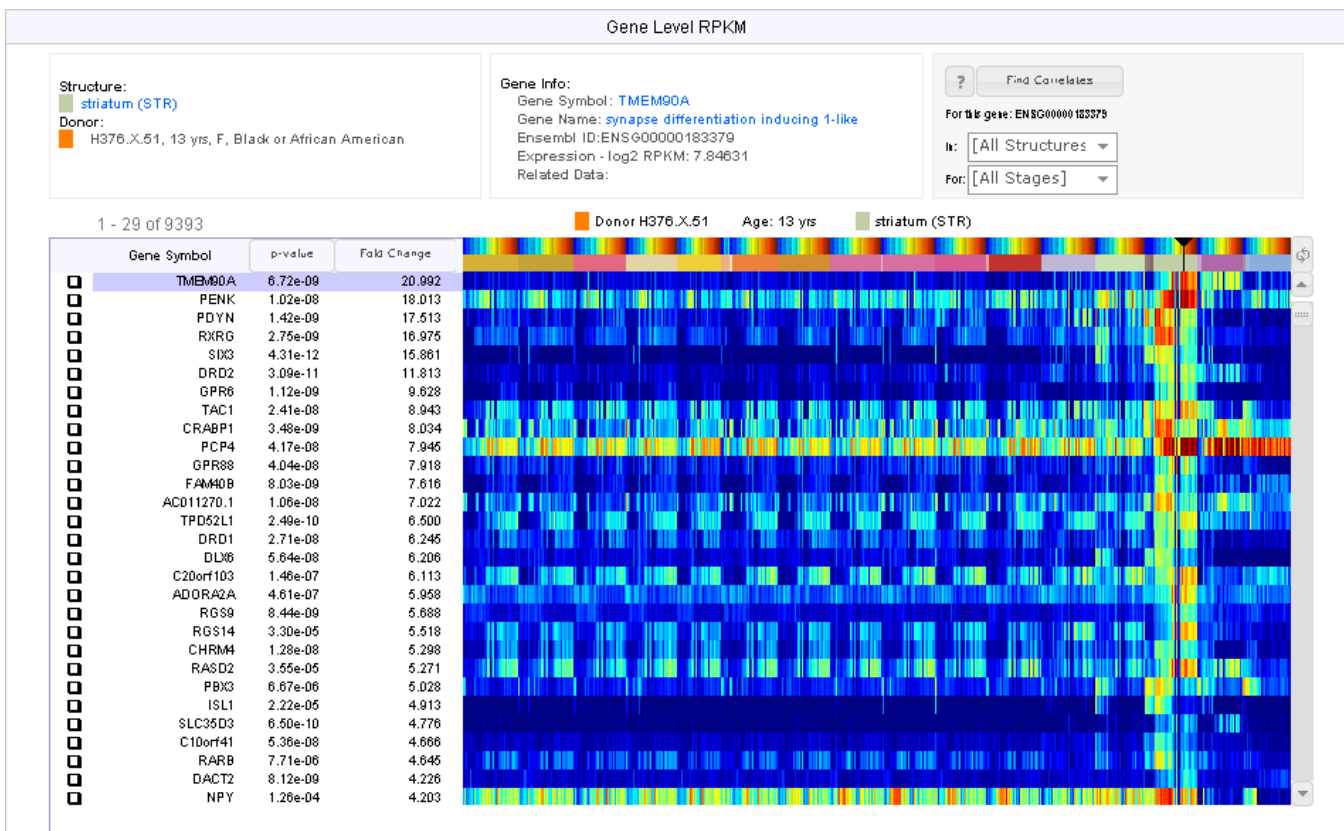 Gene Level RPKM
Structure:
striatum (STR)
Donor:
H376.X.51, 13 yrs, F, Black or African American
Gene Info:
Gene Symbol: TMEM90A
Gene Name: synapse differentiation inducing 1-like
Ensembl ID:ENSG00000183379
Expression - log2 RPKM: 7.84631
Related Data:
? Find Correlates
For this gene: ENSG00000183379
In: [All Structures
For: [All Stages]
1 - 29 of 9393
Donor H376.X.51 Age: 13 yrs striatum (STR)
Gene Symbol p-value Fold Change
TMEM90A 6.72e-09 20.992
PENK 1.02e-08 18.013
PDYN 1.42e-09 17.513
RXRG 2.75e-09 16.975
SIX3 4.31e-12 15.861
DRD2 3.09e-11 11.813
GPR6 1.12e-09 9.628
TAC1 2.41e-08 8.943
CRABP1 3.48e-09 8.034
PCP4 4.17e-08 7.945
GPR88 4.04e-08 7.918
FAM40B 8.03e-09 7.616
AC011270.1 1.06e-08 7.022
TPD52L1 2.49e-10 6.500
DRD1 2.71e-08 6.245
DLX6 5.64e-08 6.206
C20orf103 1.46e-07 6.113
ADORA2A 4.61e-07 5.958
RGS9 8.44e-09 5.688
RGS14 3.30e-05 5.518
CHRM4 1.28e-08 5.298
RASD2 3.55e-05 5.271
PBX3 6.67e-06 5.028
ISL1 2.22e-05 4.913
SLC35D3 6.50e-10 4.776
C10orf41 5.36e-08 4.666
RARB 7.71e-06 4.645
DACT2 8.12e-09 4.226
NPY 1.26e-04 4.203